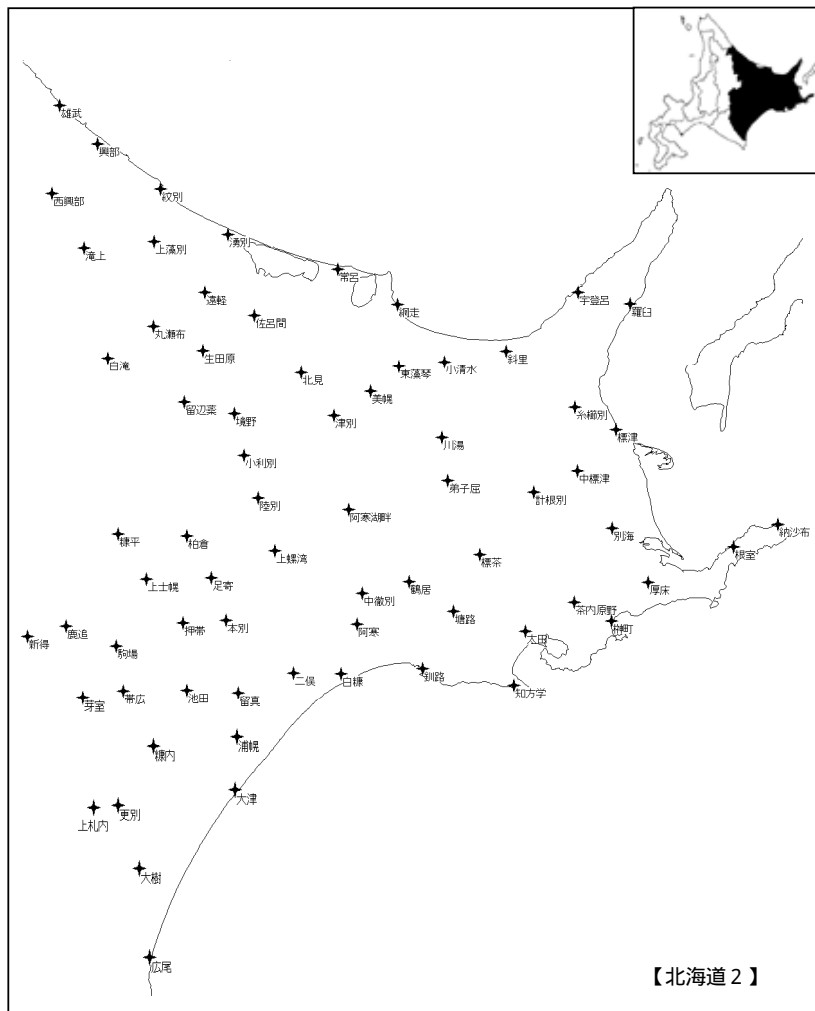 雄武
興部
紋別
西興部
上藻別
湧別
滝上
常呂
遠軽
宇登呂
網走
羅臼
佐呂間
丸瀬布
生田原
斜里
白滝
小清水
東藻琴
北見
美幌
留辺蘂
糸櫛別
境野
津別
標津
川湯
小利別
中標津
弟子屈
計根別
陸別
阿寒湖畔
納沙布
別海
糠平
柏倉
根室
上螺湾
標茶
上士幌
足寄
鶴居
厚床
中徹別
茶内原野
塘路
本別
押帯
阿寒
榊町
鹿追
太田
新得
駒場
釧路
二俣
白糠
知方学
帯広
池田
留真
芽室
浦幌
糠内
大津
更別
上札内
大樹
広尾
【北海道2】